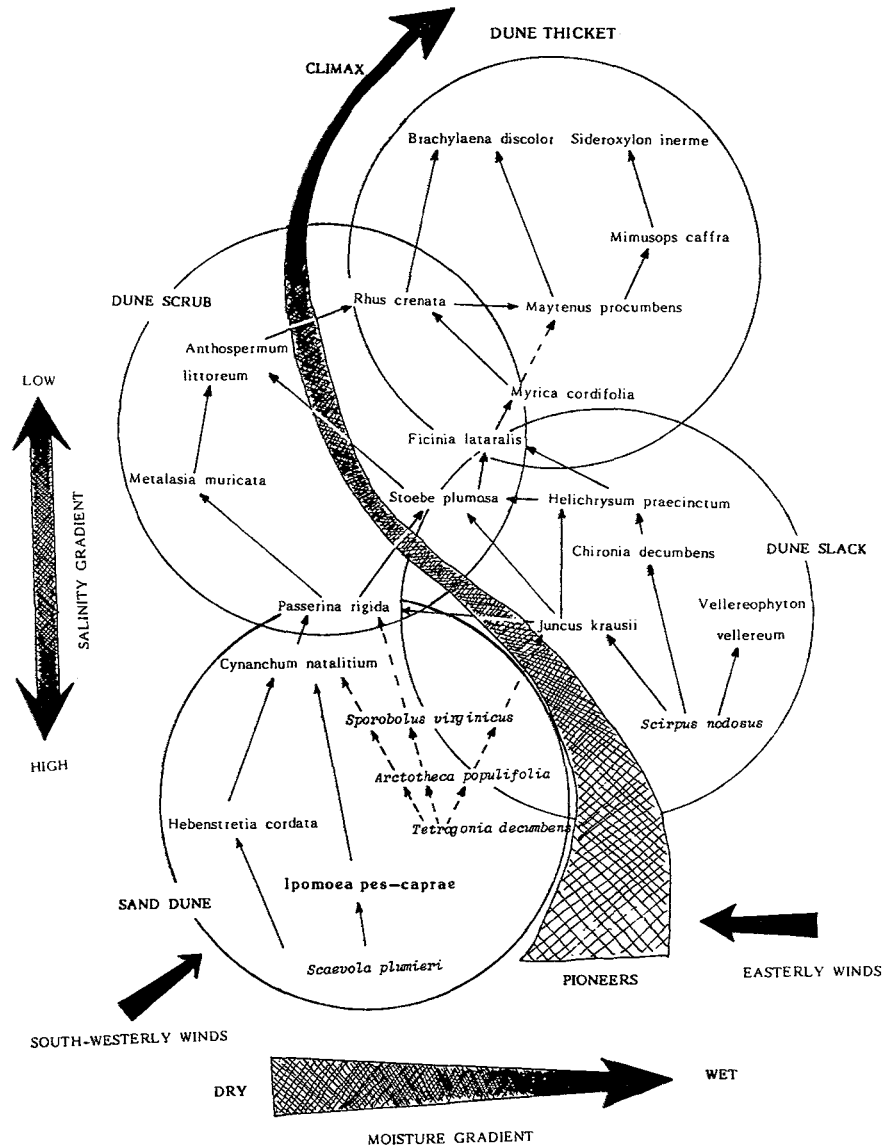 DUNE THICKET
CLIMAX
Brachylaena discolor
Sideroxylon inerme
Mimusops caffra
DUNE SCRUB
Rhus crenata
Maytenus procumbens
Anthospermum
littoreum
LOW
Myrica cordifolia
Ficinia lataralis
Metalasia muricata
Stoebe plumosa
Helichrysum praecinctum
SALINITY GRADIENT
Chironia decumbens
DUNE SLACK
Passerina rigida
Vellereophyton
vellereum
Juncus krausii
Cynanchum natalitium
Sporobolus virginicus
Scirpus nodosus
HIGH
Arctotheca populifolia
Hebenstretia cordata
Tetragonia decumbens
Ipomoea pes-caprae
SAND DUNE
Scaevola plumieri
PIONEERS
EASTERLY WINDS
SOUTH-WESTERLY WINDS
DRY
WET
MOISTURE GRADIENT